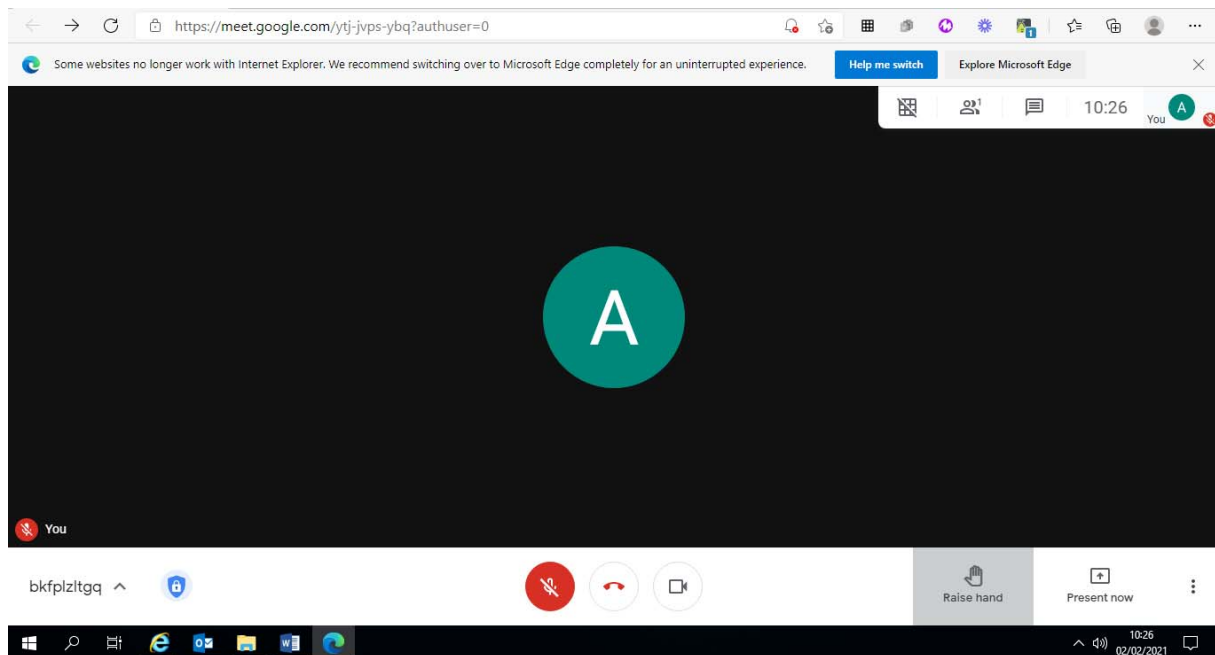 https://meet.google.com/ytj-jvps-ybq?authuser=0
1
Some websites no longer work with Internet Explorer. We recommend switching over to Microsoft Edge completely for an uninterrupted experience. Help me switch Explore Microsoft Edge
1 10:26 You A
A
You
bkfplzltgq
Raise hand Present now
10:26
02/02/2021